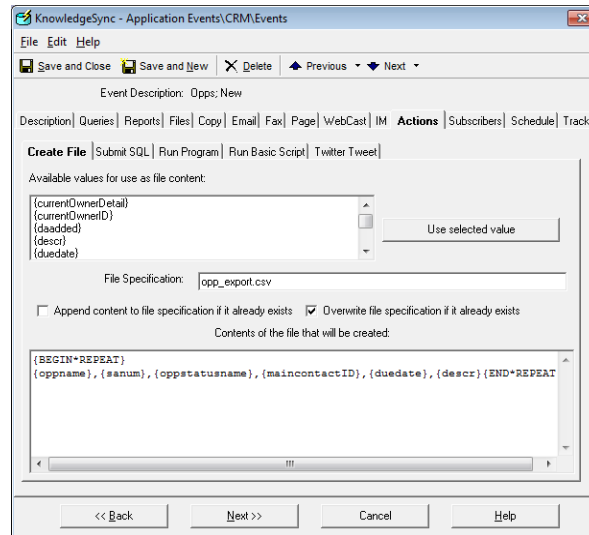 KnowledgeSync - Application Events\CRM\Events
File Edit Help
Save and Close Save and New Delete Previous Next
Event Description: Opps; New
Description Queries Reports Files Copy Email Fax Page WebCast IM Actions Subscribers Schedule Track
Create File Submit SQL Run Program Run Basic Script Twitter Tweet
Available values for use as file content:
{currentOwnerDetail}
{currentOwnerID}
{daadded}
{descr}
{duedate}
Use selected value
File Specification: opp_export.csv
Append content to file specification if it already exists Overwrite file specification if it already exists
Contents of the file that will be created:
{BEGIN*REPEAT}
{oppname},{sanum},{oppstatusname},{maincontactID},{duedate},{descr}{END*REPEAT
<< Back Next >> Cancel Help